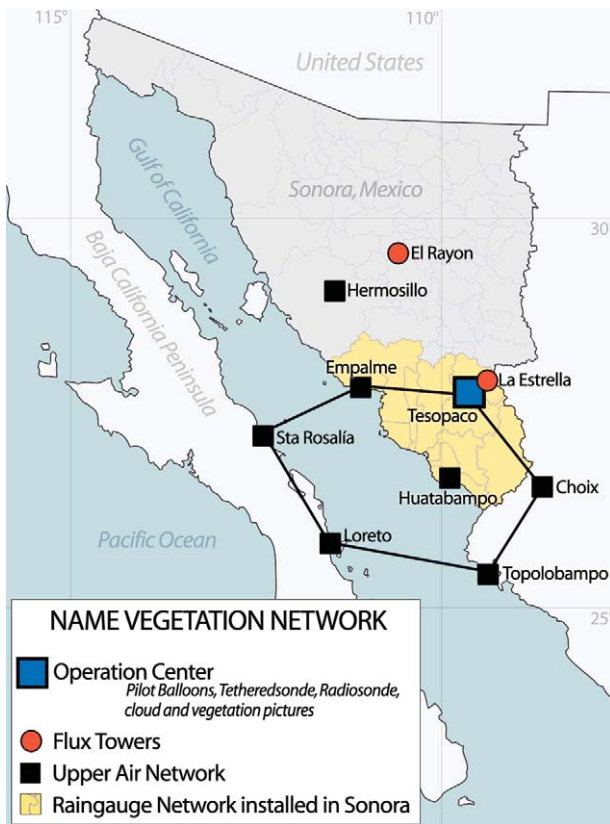 115°
110°
United States
Gulf of California
Sonora, Mexico
30°
El Rayon
Baja California Peninsula
Hermosillo
Empalme
La Estrella
Tesopaco
Sta Rosalía
Huatabampo
Choix
Pacific Ocean
Loreto
Topolobampo
25°
NAME VEGETATION NETWORK
Operation Center
Pilot Balloons, Tetheredsonde, Radiosonde,
cloud and vegetation pictures
Flux Towers
Upper Air Network
Raingauge Network installed in Sonora